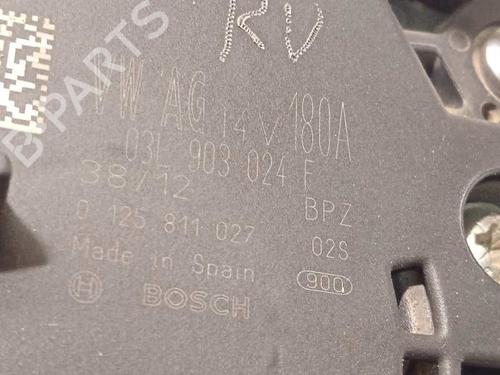 RV
VW AG 14V 180A
03L 903 024 F
38/12 BPZ
0 125 811 027 02S
Made in Spain 900
BOSCH
B-PARTS